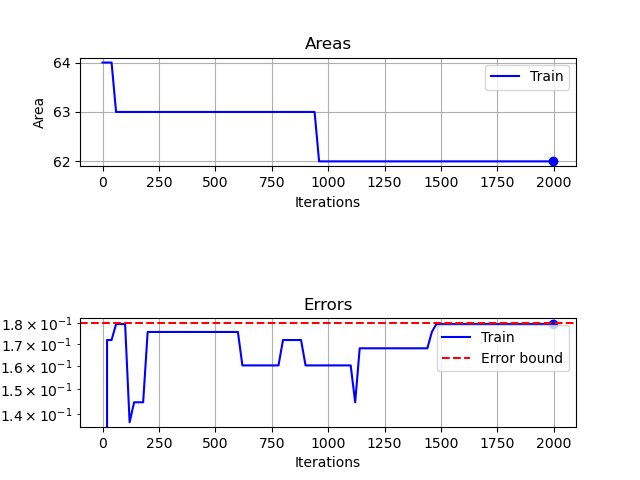 Areas
64
63
62
Area
Train
0 250 500 750 1000 1250 1500 1750 2000
Iterations
Errors
1.8 × 10⁻¹
1.7 × 10⁻¹
1.6 × 10⁻¹
1.5 × 10⁻¹
1.4 × 10⁻¹
Train
Error bound
0 250 500 750 1000 1250 1500 1750 2000
Iterations